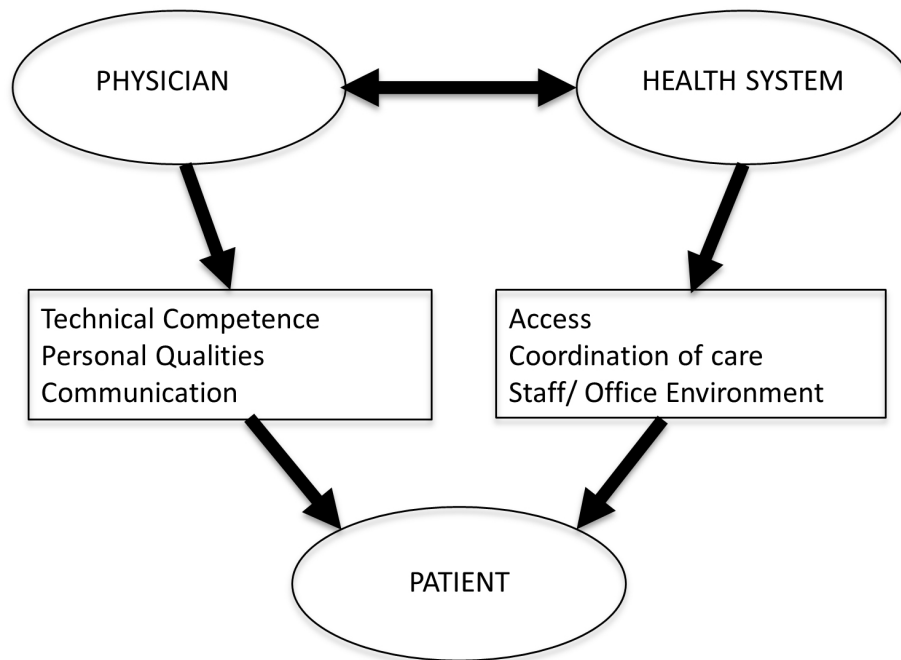 PHYSICIAN
HEALTH SYSTEM
Technical Competence
Personal Qualities
Communication
Access
Coordination of care
Staff/ Office Environment
PATIENT